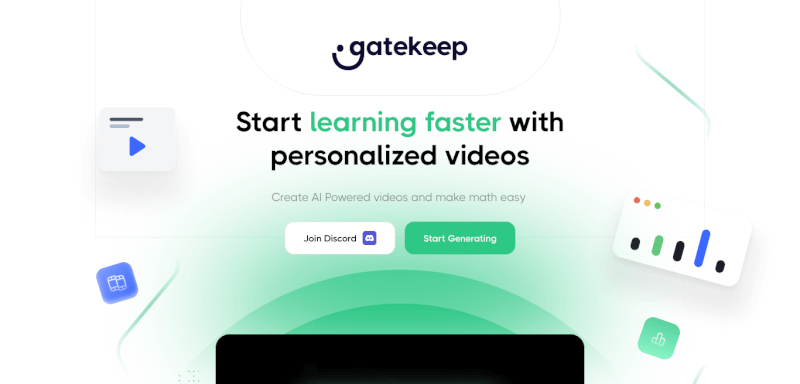 gatekeep
Start learning faster with
personalized videos
Create AI Powered videos and make math easy
Join Discord
Start Generating